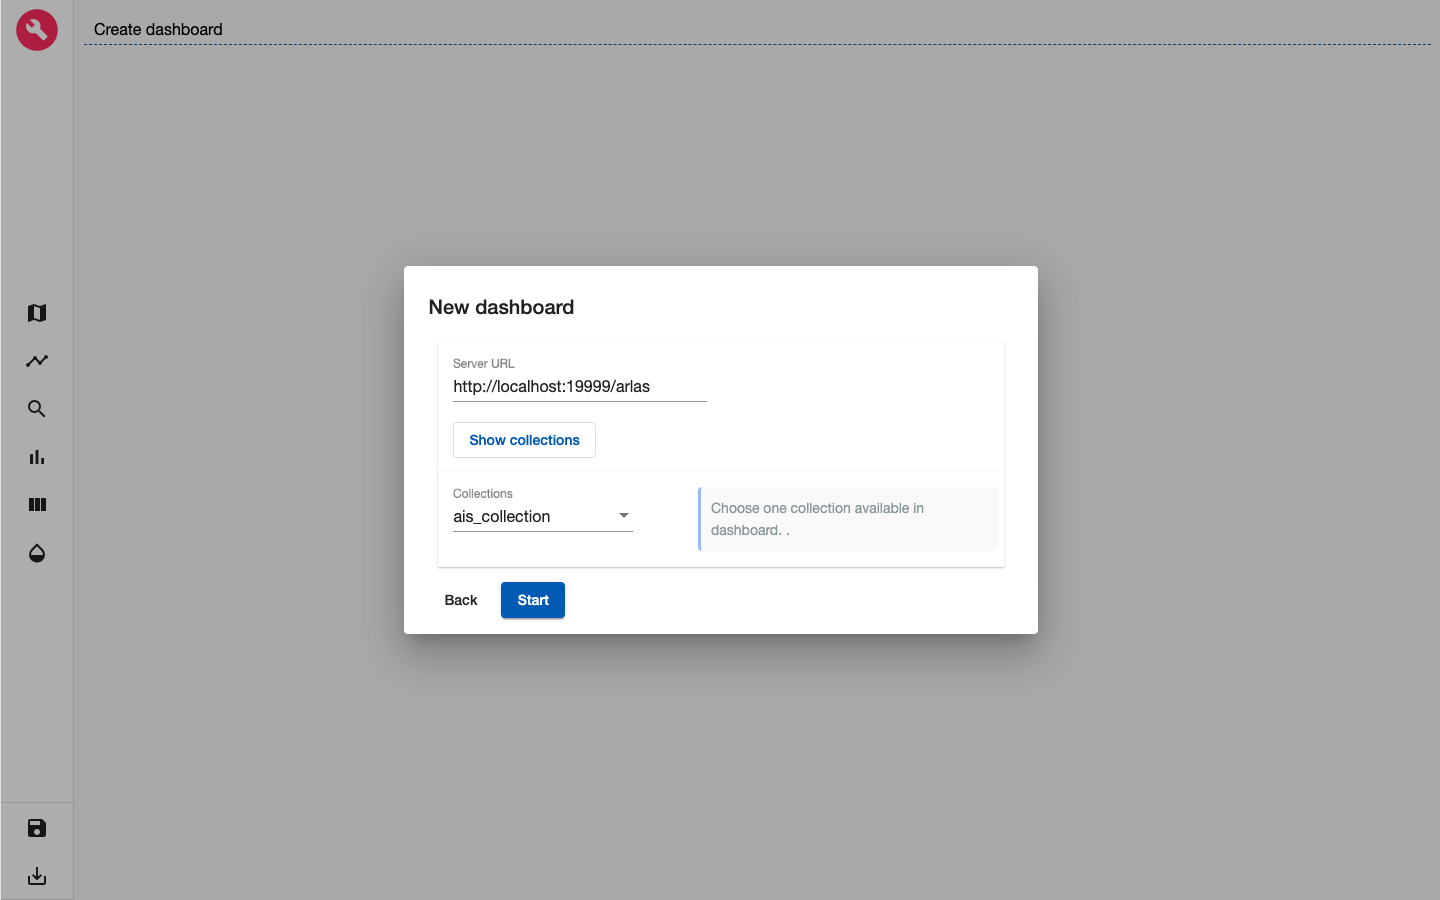 Create dashboard
New dashboard
Server URL
http://localhost:19999/arlas
Show collections
Collections
ais_collection
Choose one collection available in
dashboard. .
Back
Start